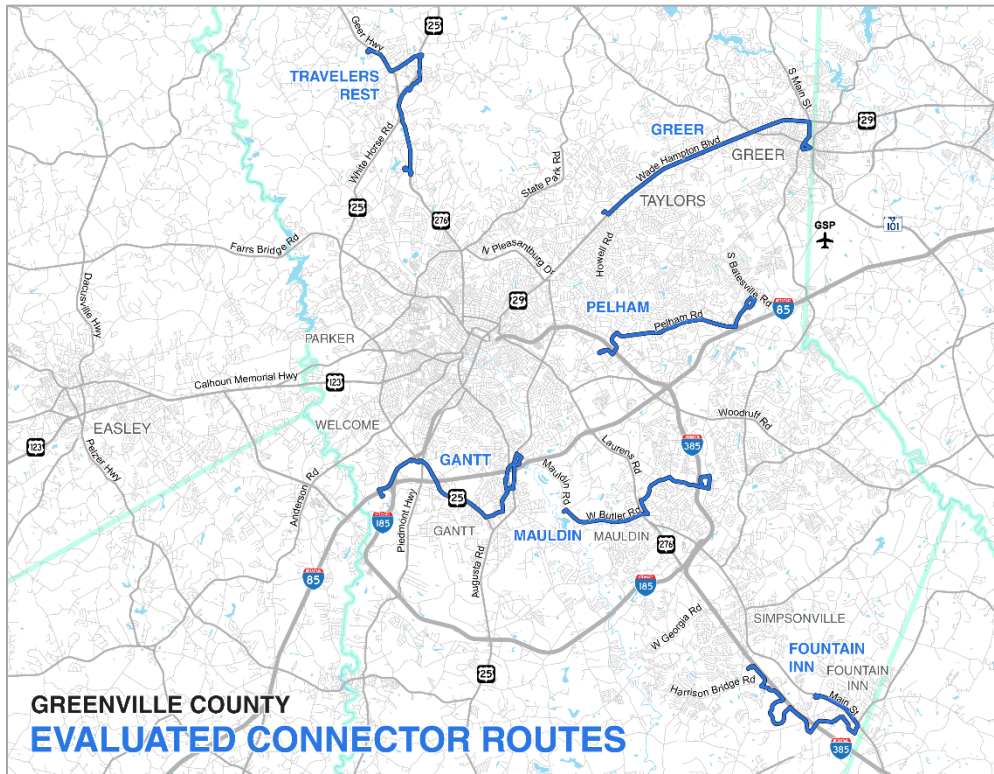 25
Geer Hwy
TRAVELERS
REST
S Main St
29
GREER
Wade Hampton Blvd
GREER
White Horse Rd
State Park Rd
TAYLORS
25
276
101
GSP
Farrs Bridge Rd
N Pleasantburg Dr
Howell Rd
S Batesville Rd
Dacusville Hwy
29
PELHAM
85
Pelham Rd
PARKER
Calhoun Memorial Hwy
123
EASLEY
WELCOME
Woodruff Rd
123
Pelzer Hwy
GANTT
Laurens Rd
385
Mauldin Rd
Anderson Rd
25
185
Piedmont Hwy
GANTT
W Butler Rd
MAULDIN
MAULDIN
276
Augusta Rd
85
185
SIMPSONVILLE
W Georgia Rd
FOUNTAIN
INN
FOUNTAIN
INN
25
Harrison Bridge Rd
Main St
385
GREENVILLE COUNTY
EVALUATED CONNECTOR ROUTES